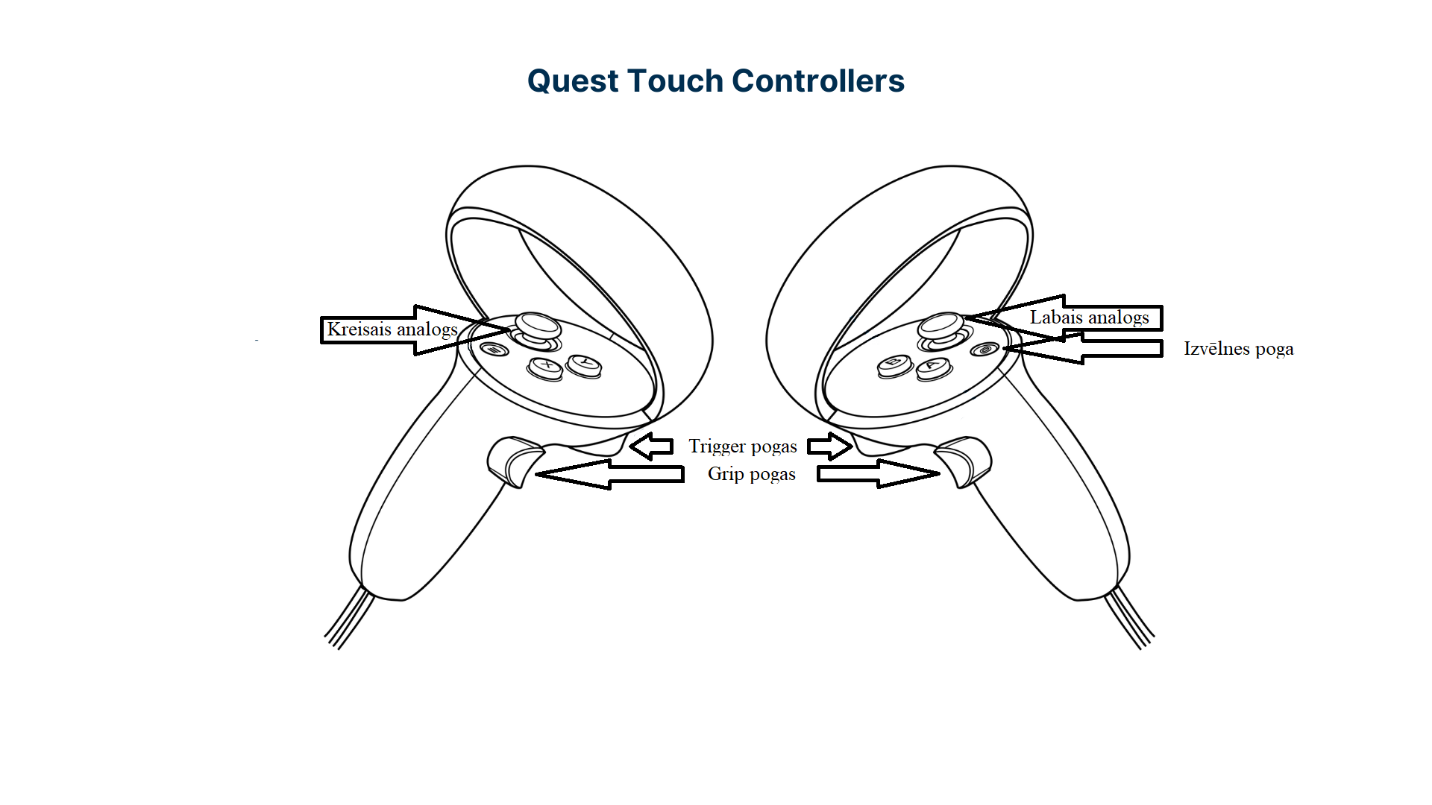 Quest Touch Controllers
Kreisais analogs
Labais analogs
Izvēlnes poga
X
Y
B
A
Trigger pogas
Grip pogas